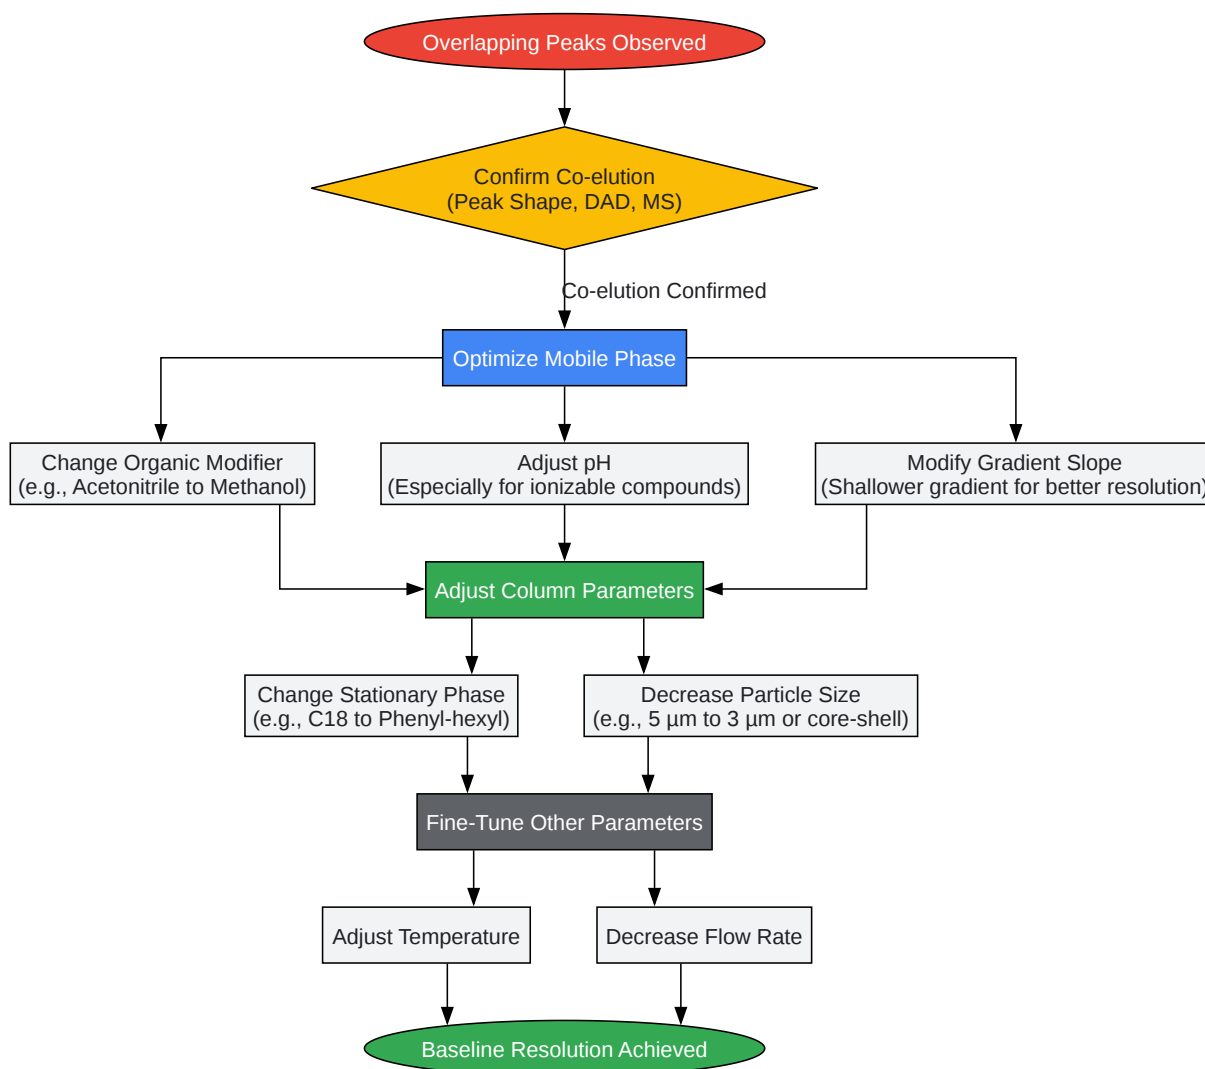 Overlapping Peaks Observed
Confirm Co-elution
(Peak Shape, DAD, MS)
Co-elution Confirmed
Optimize Mobile Phase
Change Organic Modifier
(e.g., Acetonitrile to Methanol)
Adjust pH
(Especially for ionizable compounds)
Modify Gradient Slope
(Shallower gradient for better resolution)
Adjust Column Parameters
Change Stationary Phase
(e.g., C18 to Phenyl-hexyl)
Decrease Particle Size
(e.g., 5 µm to 3 µm or core-shell)
Fine-Tune Other Parameters
Adjust Temperature
Decrease Flow Rate
Baseline Resolution Achieved